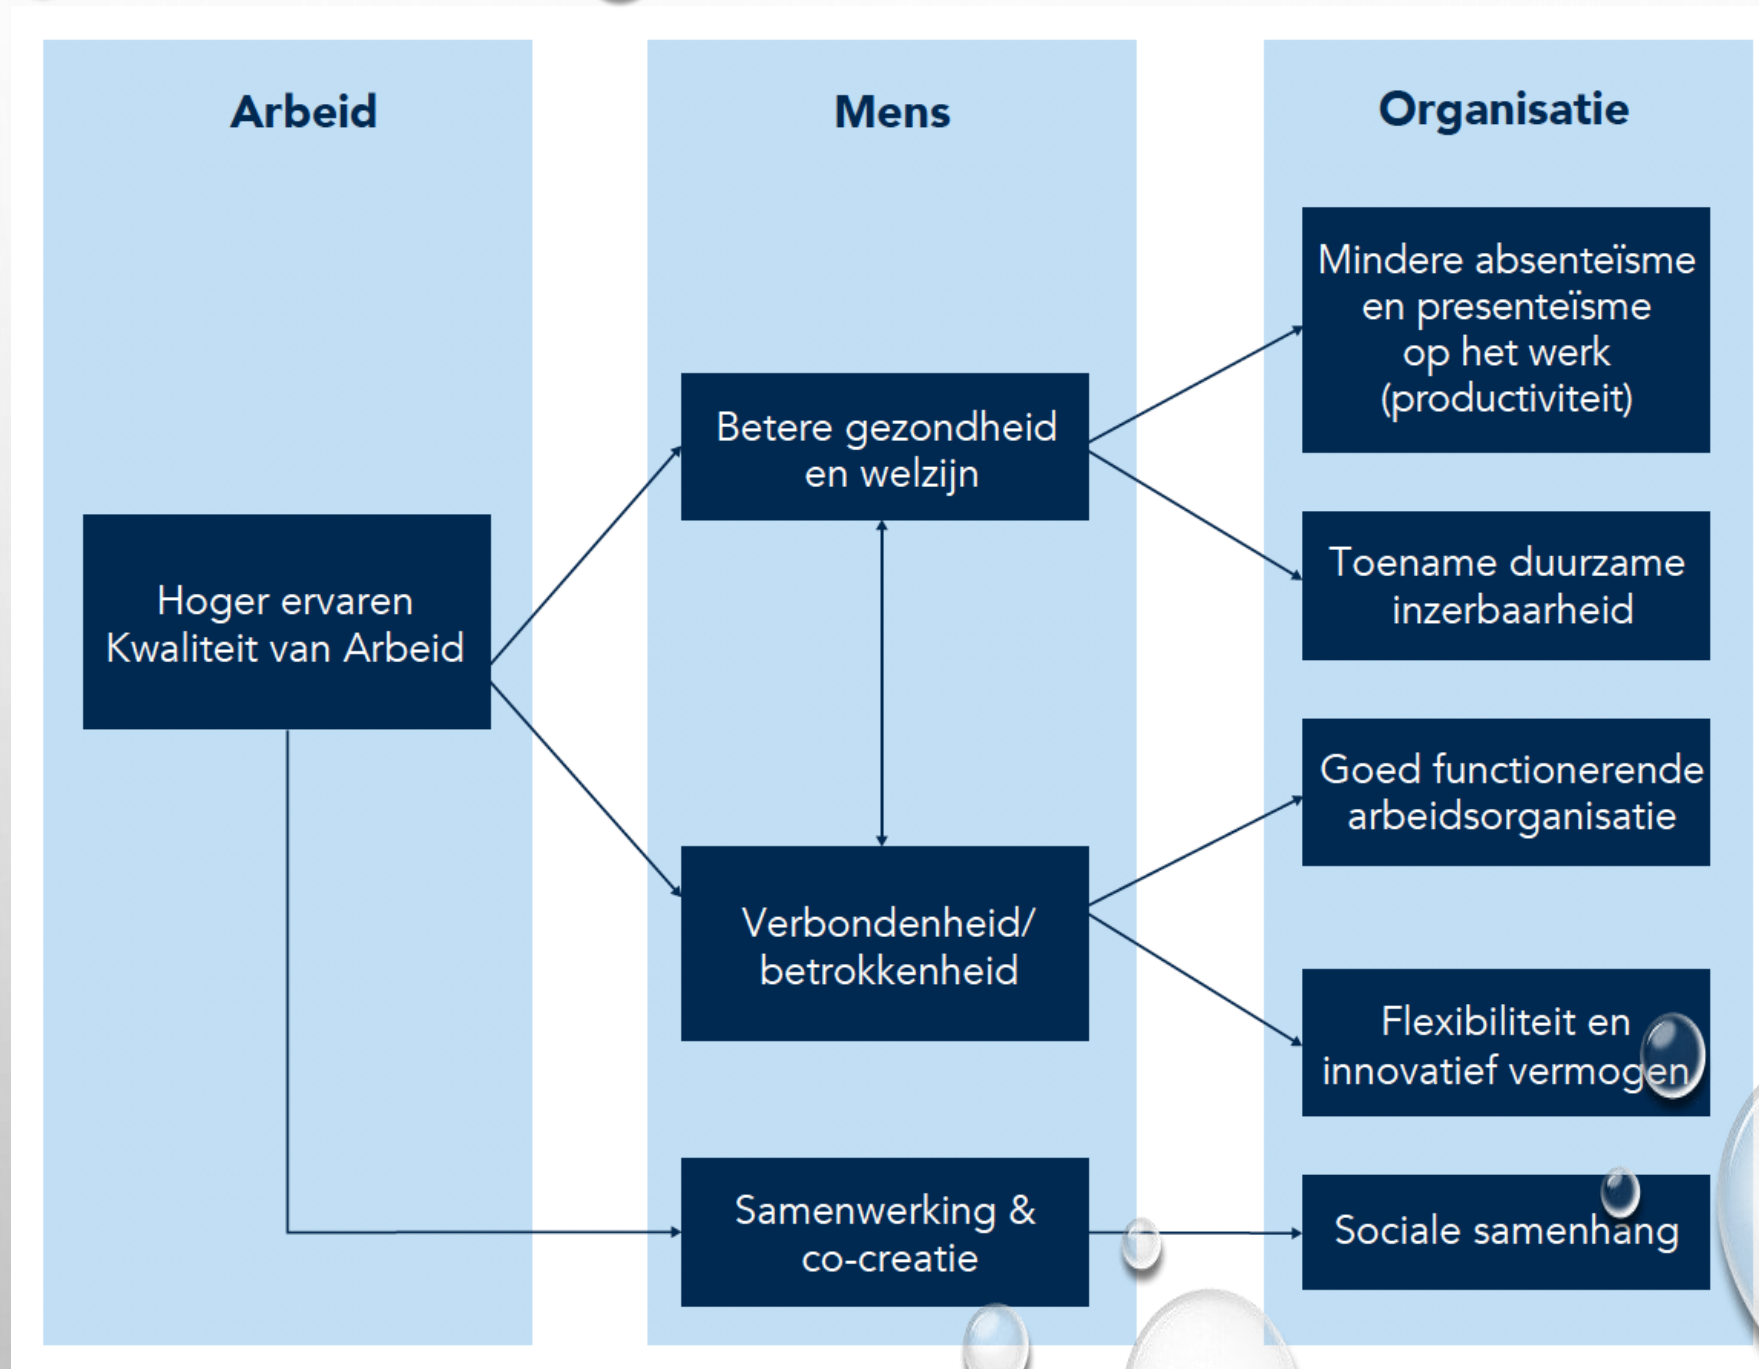 Arbeid
Hoger ervaren
Kwaliteit van Arbeid
Mens
Betere gezondheid
en welzijn
Verbondenheid/
betrokkenheid
Samenwerking &
co-creatie
Organisatie
Mindere absenteïsme
en presenteïsme
op het werk
(productiviteit)
Toename duurzame
inzerbaarheid
Goed functionerende
arbeidsorganisatie
Flexibiliteit en
innovatief vermogen
Sociale samenhang